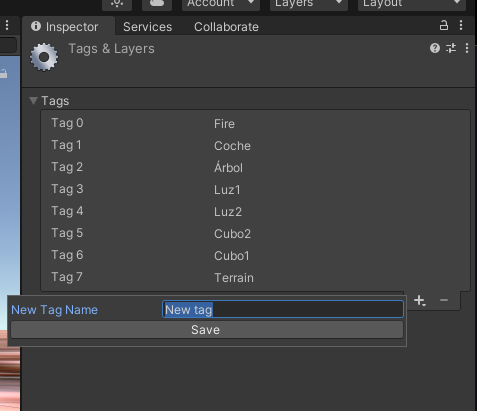 Account Layers Layout
Inspector Services Collaborate
Tags & Layers
Tags
Tag 0 Fire
Tag 1 Coche
Tag 2 Árbol
Tag 3 Luz1
Tag 4 Luz2
Tag 5 Cubo2
Tag 6 Cubo1
Tag 7 Terrain
New Tag Name New tag
Save